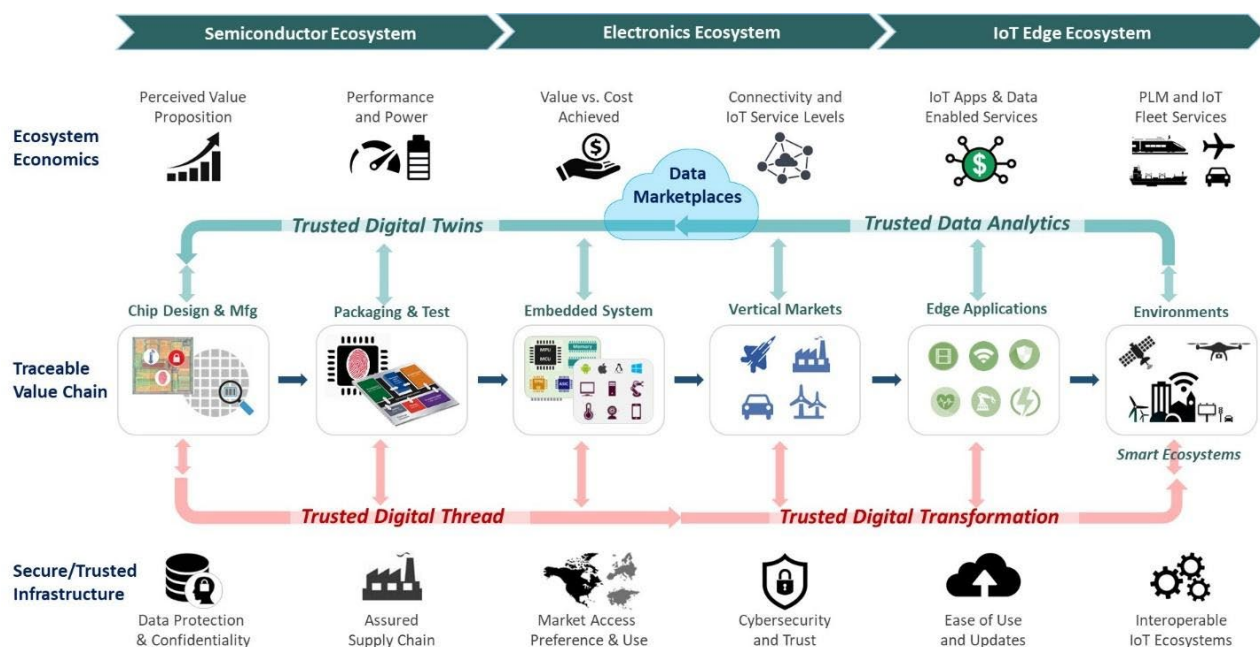 Semiconductor Ecosystem
Electronics Ecosystem
IoT Edge Ecosystem
Ecosystem
Economics
Perceived Value
Proposition
Performance
and Power
Value vs. Cost
Achieved
Connectivity and
IoT Service Levels
IoT Apps & Data
Enabled Services
PLM and IoT
Fleet Services
Data
Marketplaces
Trusted Digital Twins
Trusted Data Analytics
Traceable
Value Chain
Chip Design & Mfg
Packaging & Test
Embedded System
MPU
MCU
Memory
Vertical Markets
Edge Applications
Environments
Smart Ecosystems
Trusted Digital Thread
Trusted Digital Transformation
Secure/Trusted
Infrastructure
Data Protection
& Confidentiality
Assured
Supply Chain
Market Access
Preference & Use
Cybersecurity
and Trust
Ease of Use
and Updates
Interoperable
IoT Ecosystems